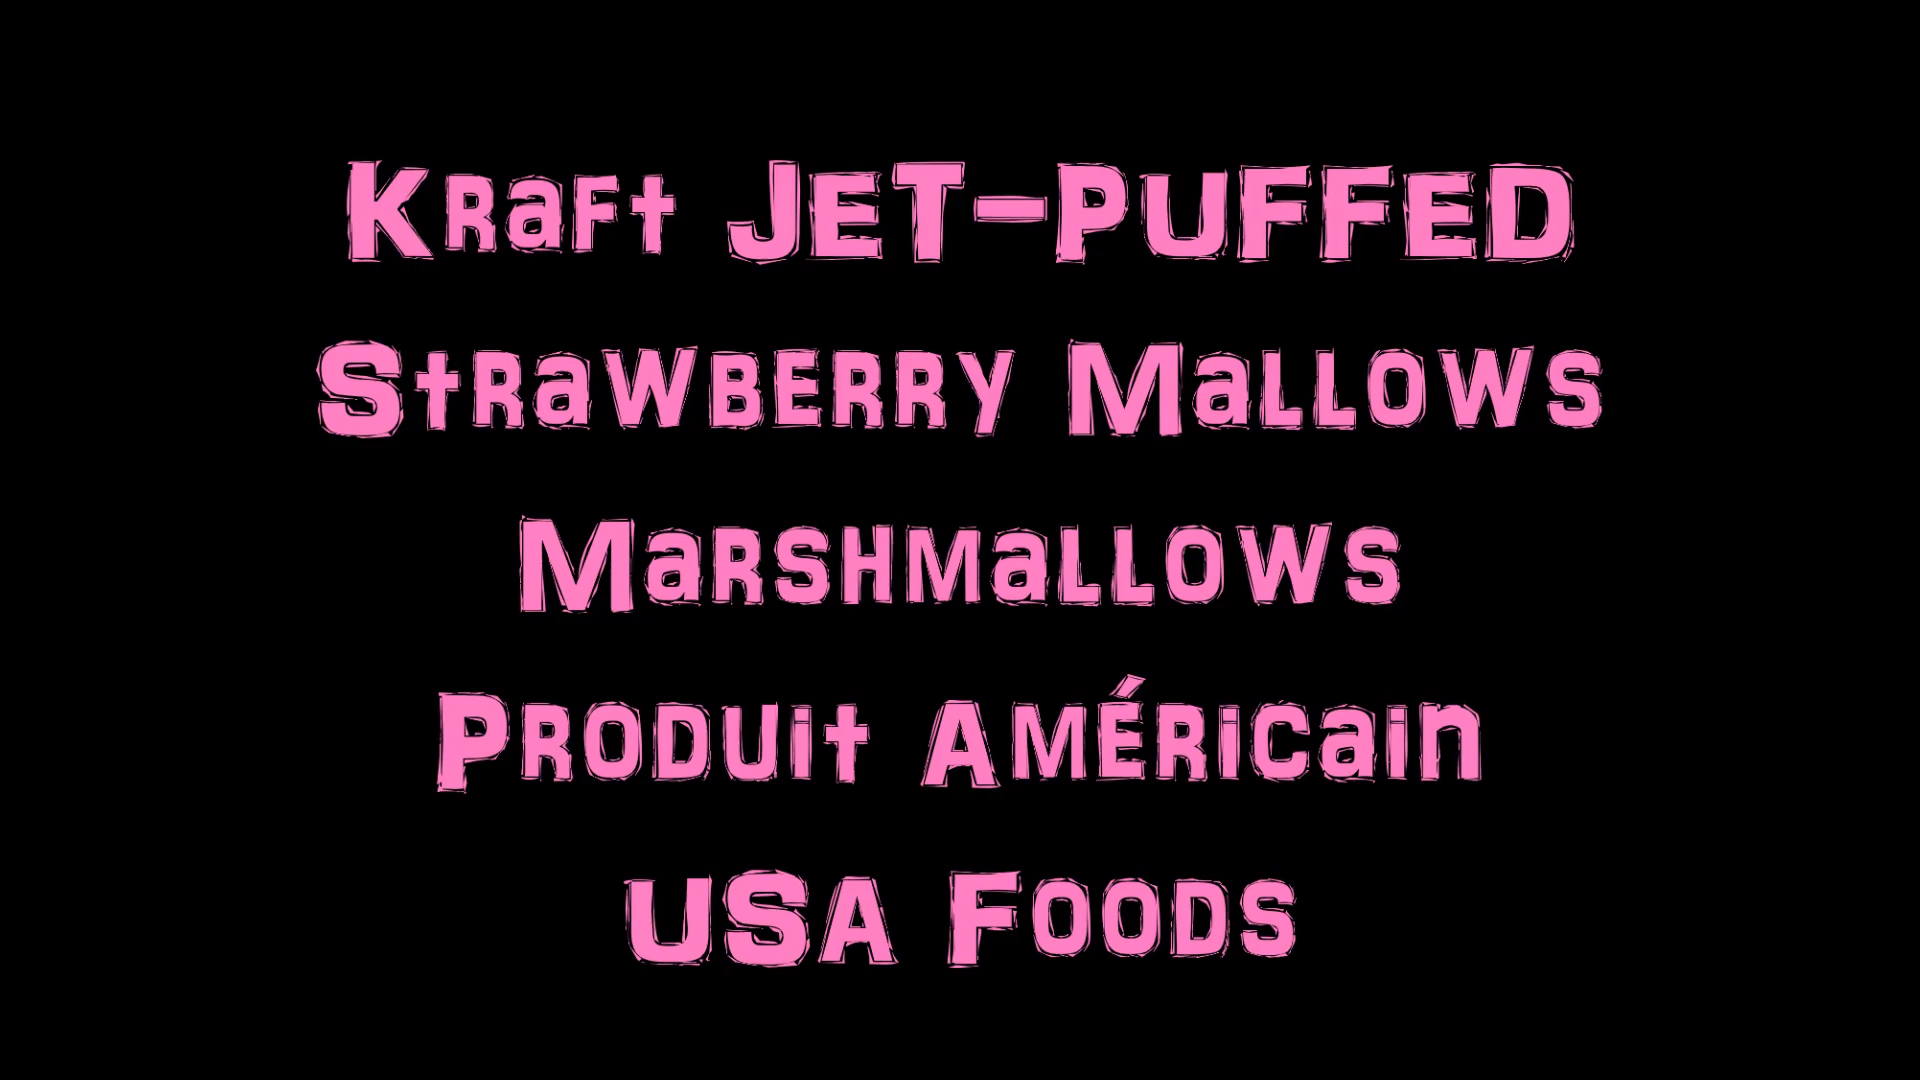 Kraft JET-PUFFED
Strawberry Mallows
Marshmallows
Produit Américain
USA Foods